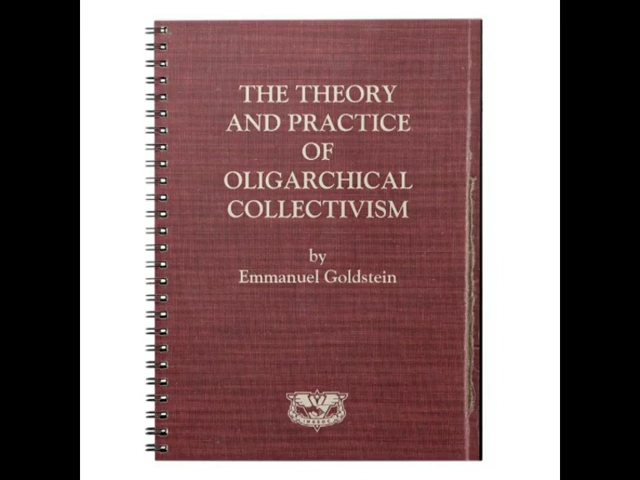 THE THEORY
AND PRACTICE
OF
OLIGARCHICAL
COLLECTIVISM
by
Emmanuel Goldstein